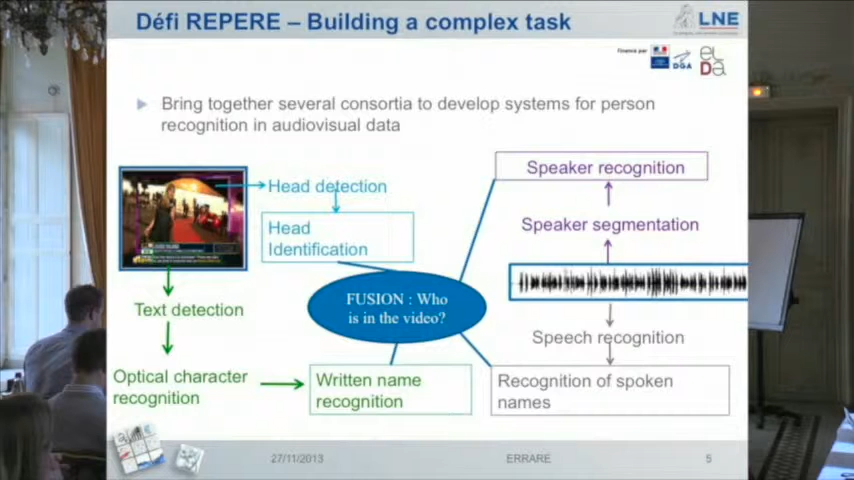 Défi REPERE – Building a complex task
LNE
Financé par
DGA
ELDA
Bring together several consortia to develop systems for person
recognition in audiovisual data
Head detection
Head
Identification
Speaker recognition
Speaker segmentation
FUSION : Who
is in the video?
Text detection
Speech recognition
Optical character
recognition
Written name
recognition
Recognition of spoken
names
27/11/2013
ERRARE
5